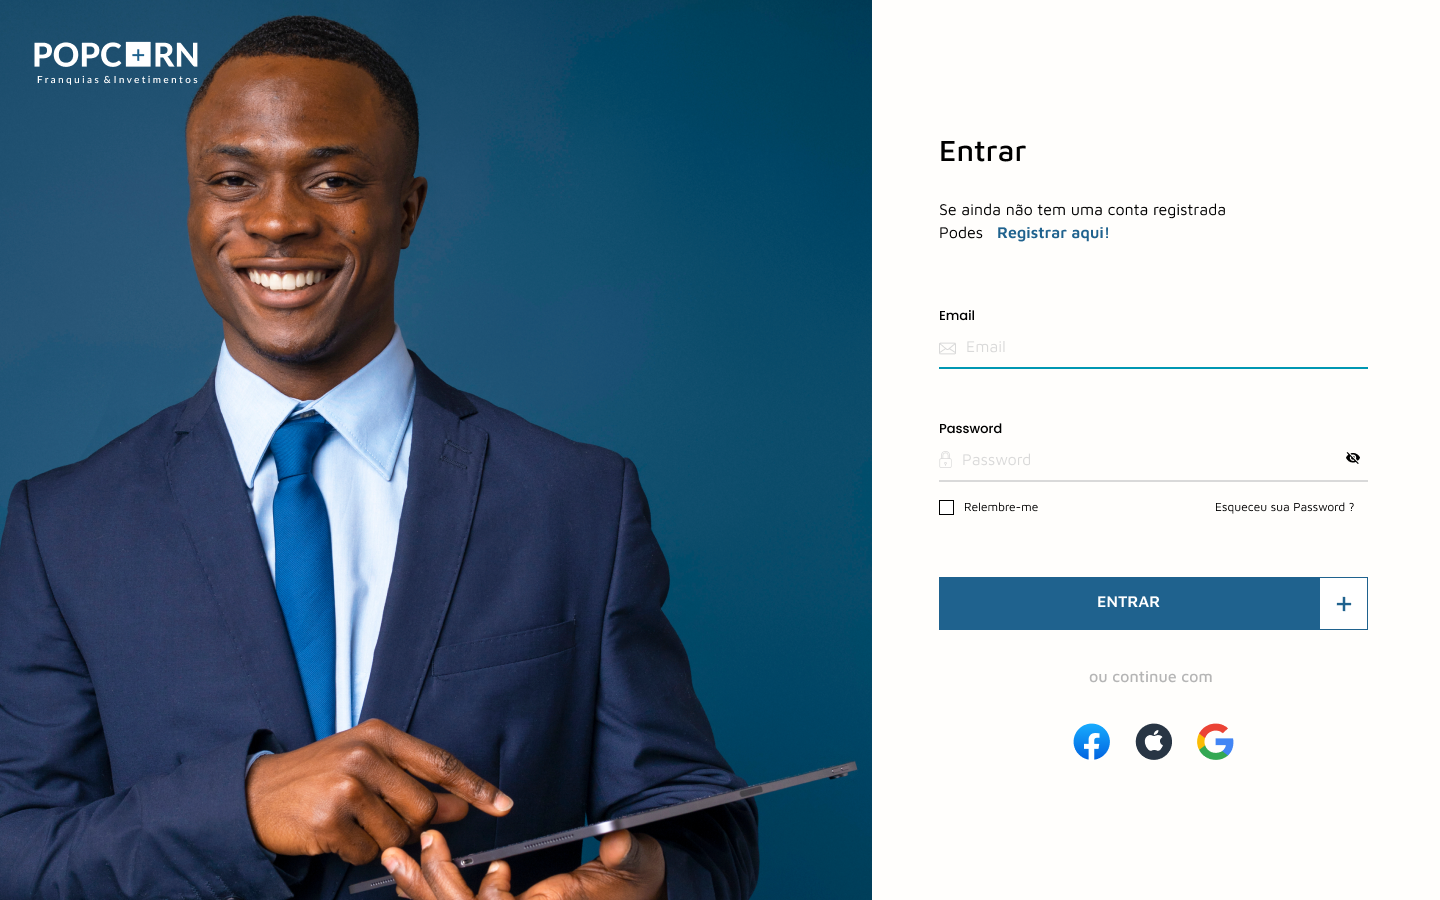 POPC+RN
Franquias & Invetimentos
Entrar
Se ainda não tem uma conta registrada
Podes Registrar aqui!
Email
Email
Password
Password
Relembre-me
Esqueceu sua Password ?
ENTRAR
+
ou continue com